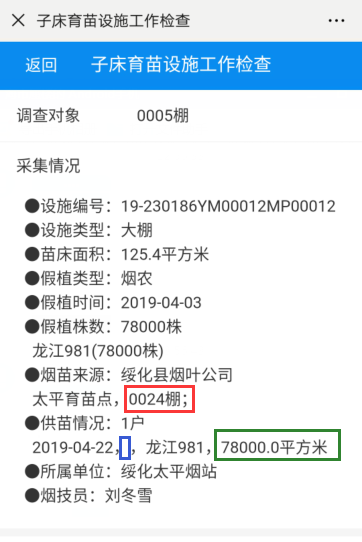 子床育苗设施工作检查
返回 子床育苗设施工作检查
调查对象 0005棚
采集情况
●设施编号：19-230186YM00012MP00012
●设施类型：大棚
●苗床面积：125.4平方米
●假植类型：烟农
●假植时间：2019-04-03
●假植株数：78000株
龙江981(78000株)
●烟苗来源：绥化县烟叶公司
太平育苗点，0024棚；
●供苗情况：1户
2019-04-22，，龙江981，78000.0平方米
●所属单位：绥化太平烟站
●烟技员：刘冬雪